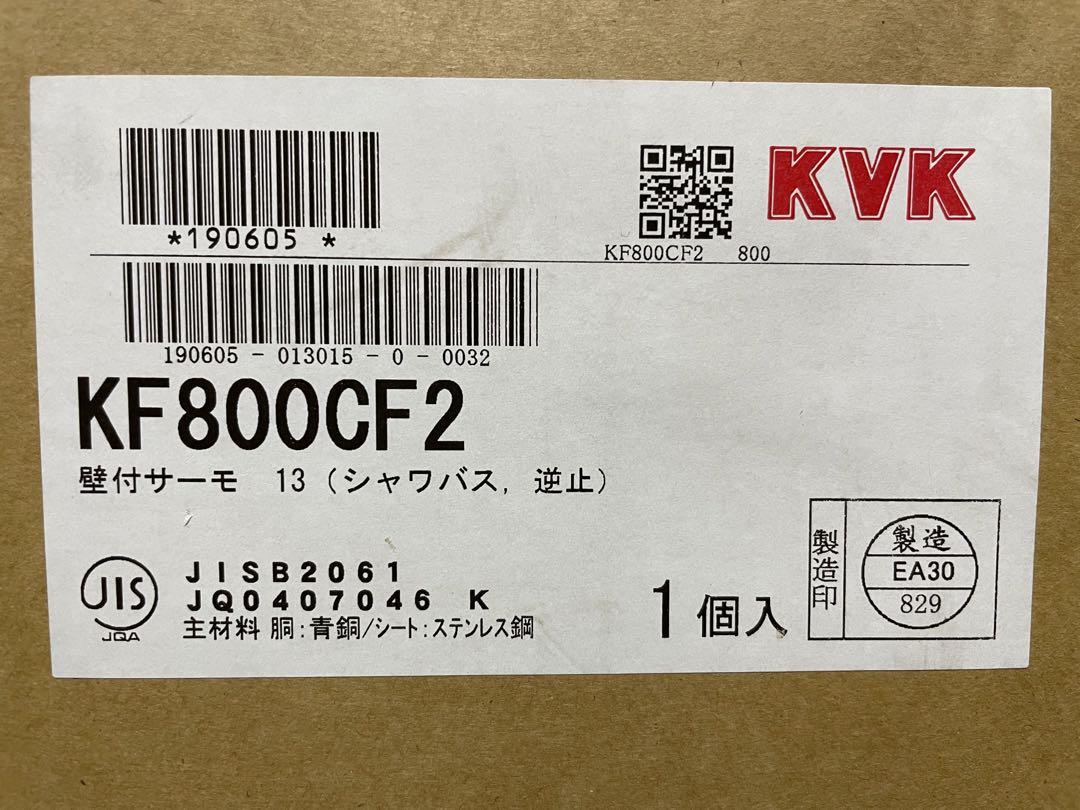 *190605 *
KVK
KF800CF2 800
190605 - 013015 - 0 - 0032
KF800CF2
壁付サーモ 13 (シャワバス, 逆止)
JIS
JQA
JISB2061
JQ0407046 K
主材料 胴:青銅/シート:ステンレス鋼
1個入
製造印
製造
EA30
829